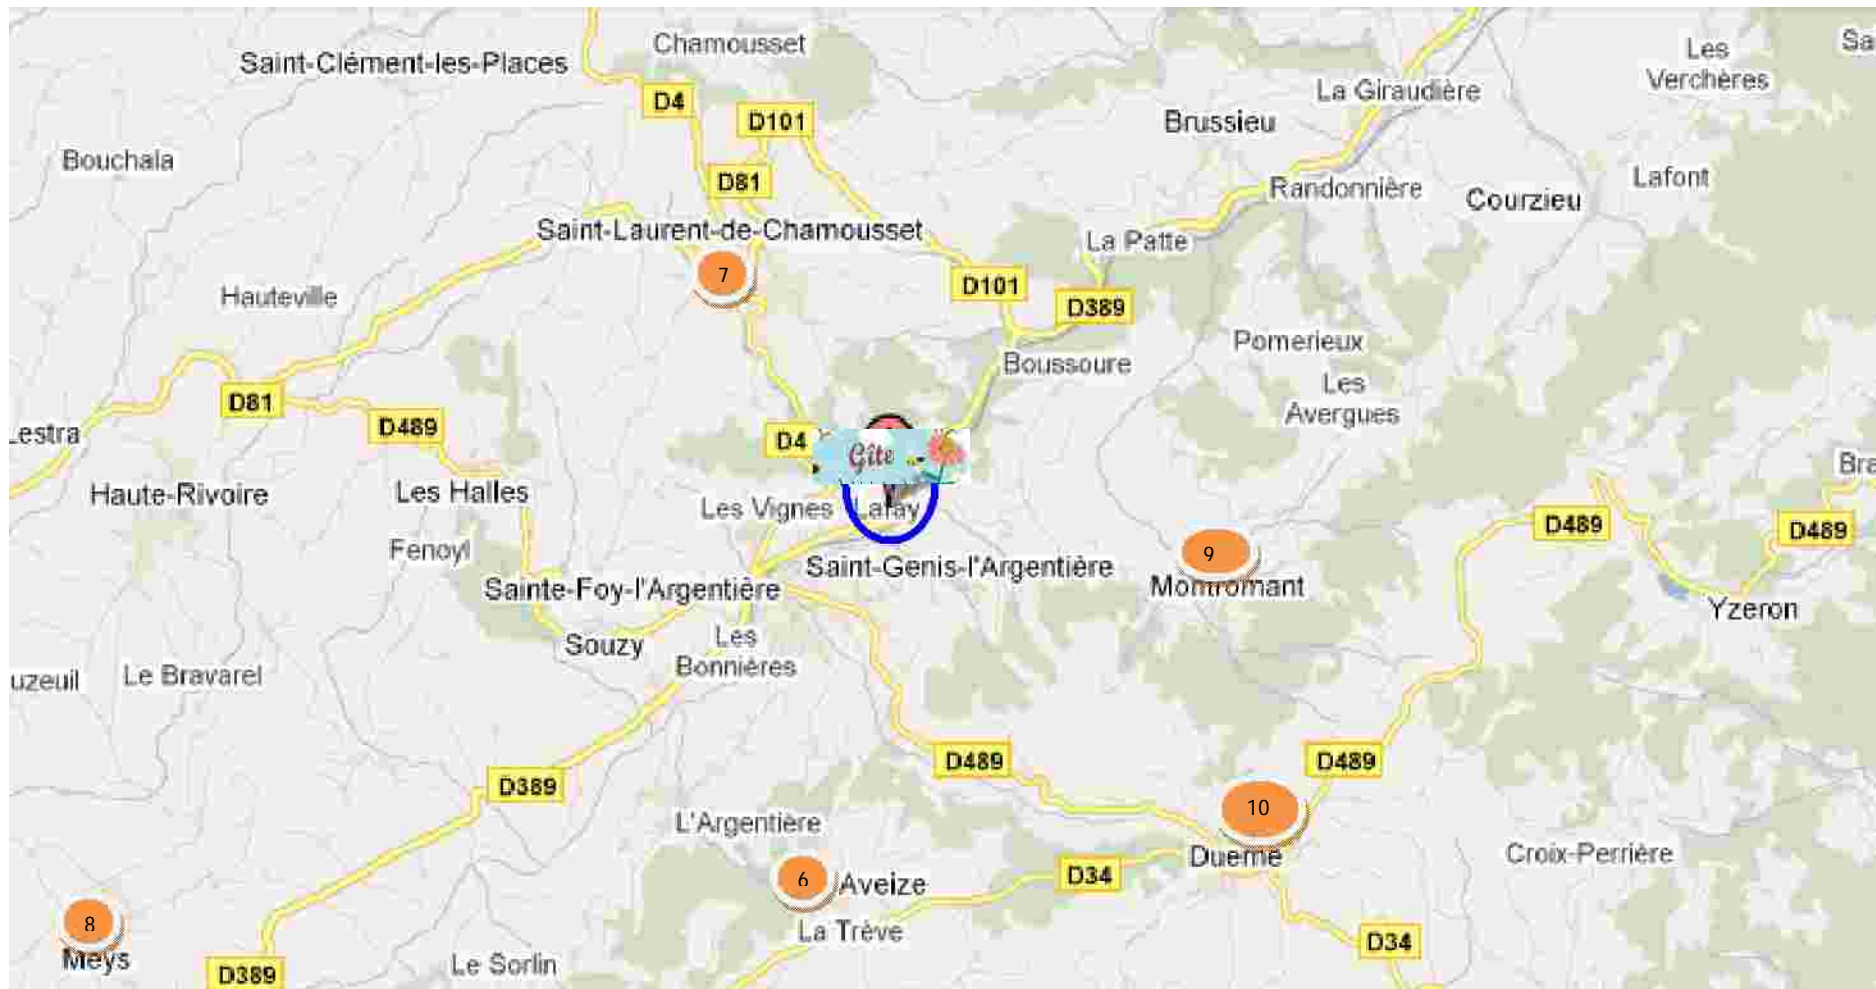 Chamousset
Saint-Clément-les-Places
Les
Verchères
Sa
La Giraudière
D4
D101
Brussieu
Bouchala
D81
Randonnière
Courzieu
Lafont
Saint-Laurent-de-Chamousset
La Patte
7
D101
Hauteville
D389
Pomerieux
Boussoure
Les
Avergues
D81
D489
Lestra
D4
Gîte
Bra
Haute-Rivoire
Les Halles
Les Vignes
Lafay
D489
D489
Fenoyl
9
Saint-Genis-l'Argentière
Montromant
Sainte-Foy-l'Argentière
Yzeron
Souzy
Les
Bonnières
uzeuil
Le Bravarel
D489
D489
D389
10
L'Argentière
Duerne
Croix-Perrière
D34
6
Aveize
8
La Trève
D34
Meys
Le Sorlin
D389